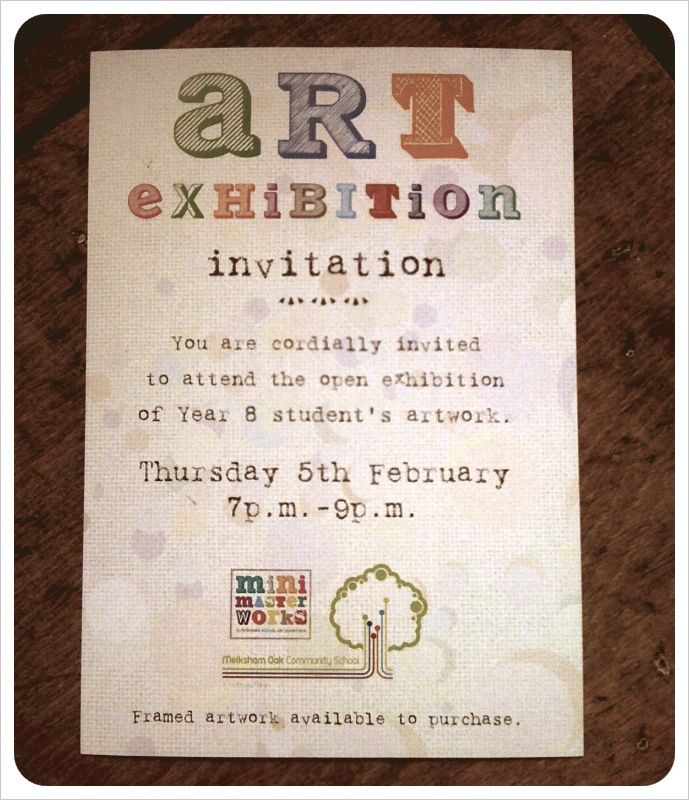 aRT
eXHiBITion
invitation
You are cordially invited
to attend the open exhibition
of Year 8 student's artwork.
Thursday 5th February
7p.m.-9p.m.
mini
masTer
works
Melksham Oak Community School
Framed artwork available to purchase.